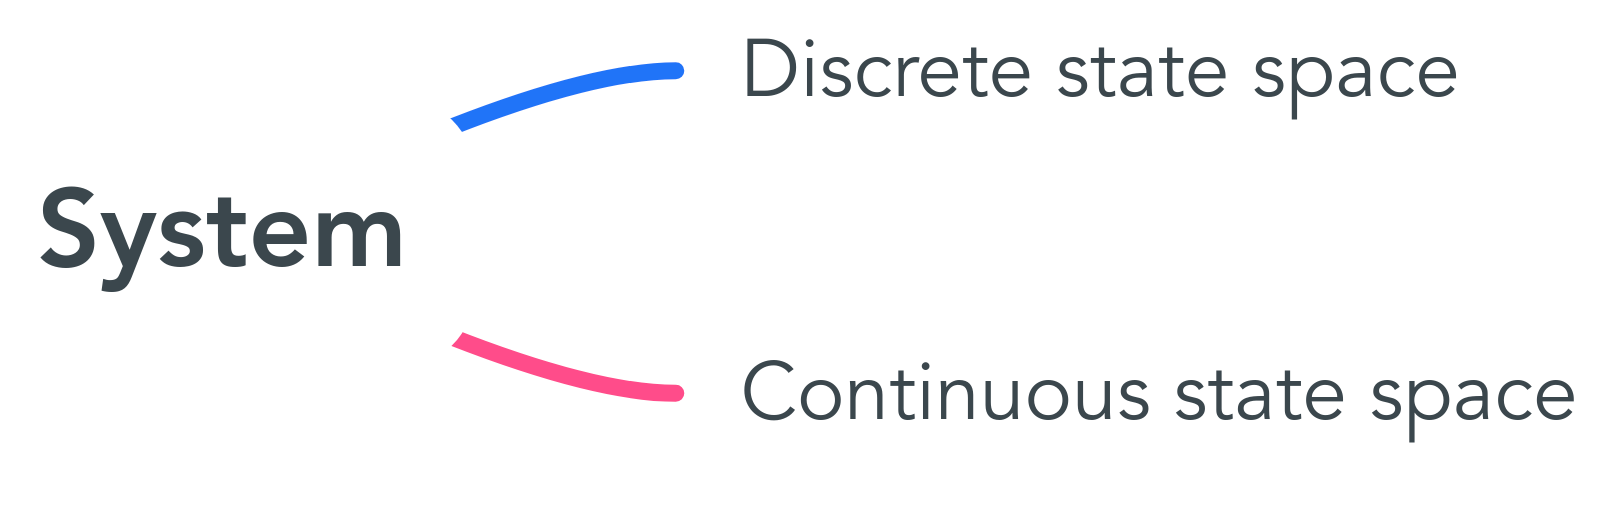 Discrete state space
System
Continuous state space